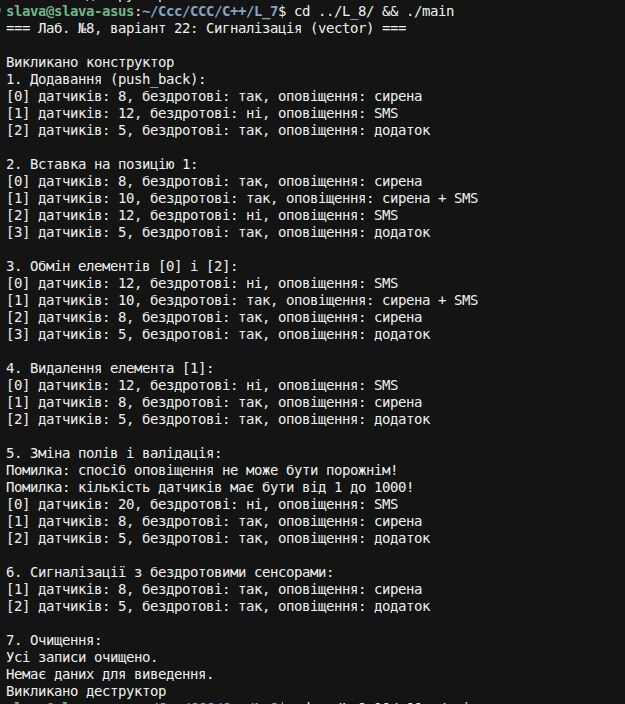 slava@slava-asus:~/Ccc/CCC/C++/L_7$ cd ../L_8/ && ./main
=== Лаб. №8, варіант 22: Сигналізація (vector) ===
Викликано конструктор
1. Додавання (push_back):
[0] датчиків: 8, бездротові: так, оповіщення: сирена
[1] датчиків: 12, бездротові: ні, оповіщення: SMS
[2] датчиків: 5, бездротові: так, оповіщення: додаток
2. Вставка на позицію 1:
[0] датчиків: 8, бездротові: так, оповіщення: сирена
[1] датчиків: 10, бездротові: так, оповіщення: сирена + SMS
[2] датчиків: 12, бездротові: ні, оповіщення: SMS
[3] датчиків: 5, бездротові: так, оповіщення: додаток
3. Обмін елементів [0] і [2]:
[0] датчиків: 12, бездротові: ні, оповіщення: SMS
[1] датчиків: 10, бездротові: так, оповіщення: сирена + SMS
[2] датчиків: 8, бездротові: так, оповіщення: сирена
[3] датчиків: 5, бездротові: так, оповіщення: додаток
4. Видалення елемента [1]:
[0] датчиків: 12, бездротові: ні, оповіщення: SMS
[1] датчиків: 8, бездротові: так, оповіщення: сирена
[2] датчиків: 5, бездротові: так, оповіщення: додаток
5. Зміна полів і валідація:
Помилка: спосіб оповіщення не може бути порожнім!
Помилка: кількість датчиків має бути від 1 до 1000!
[0] датчиків: 20, бездротові: ні, оповіщення: SMS
[1] датчиків: 8, бездротові: так, оповіщення: сирена
[2] датчиків: 5, бездротові: так, оповіщення: додаток
6. Сигналізації з бездротовими сенсорами:
[1] датчиків: 8, бездротові: так, оповіщення: сирена
[2] датчиків: 5, бездротові: так, оповіщення: додаток
7. Очищення:
Усі записи очищено.
Немає даних для виведення.
Викликано деструктор